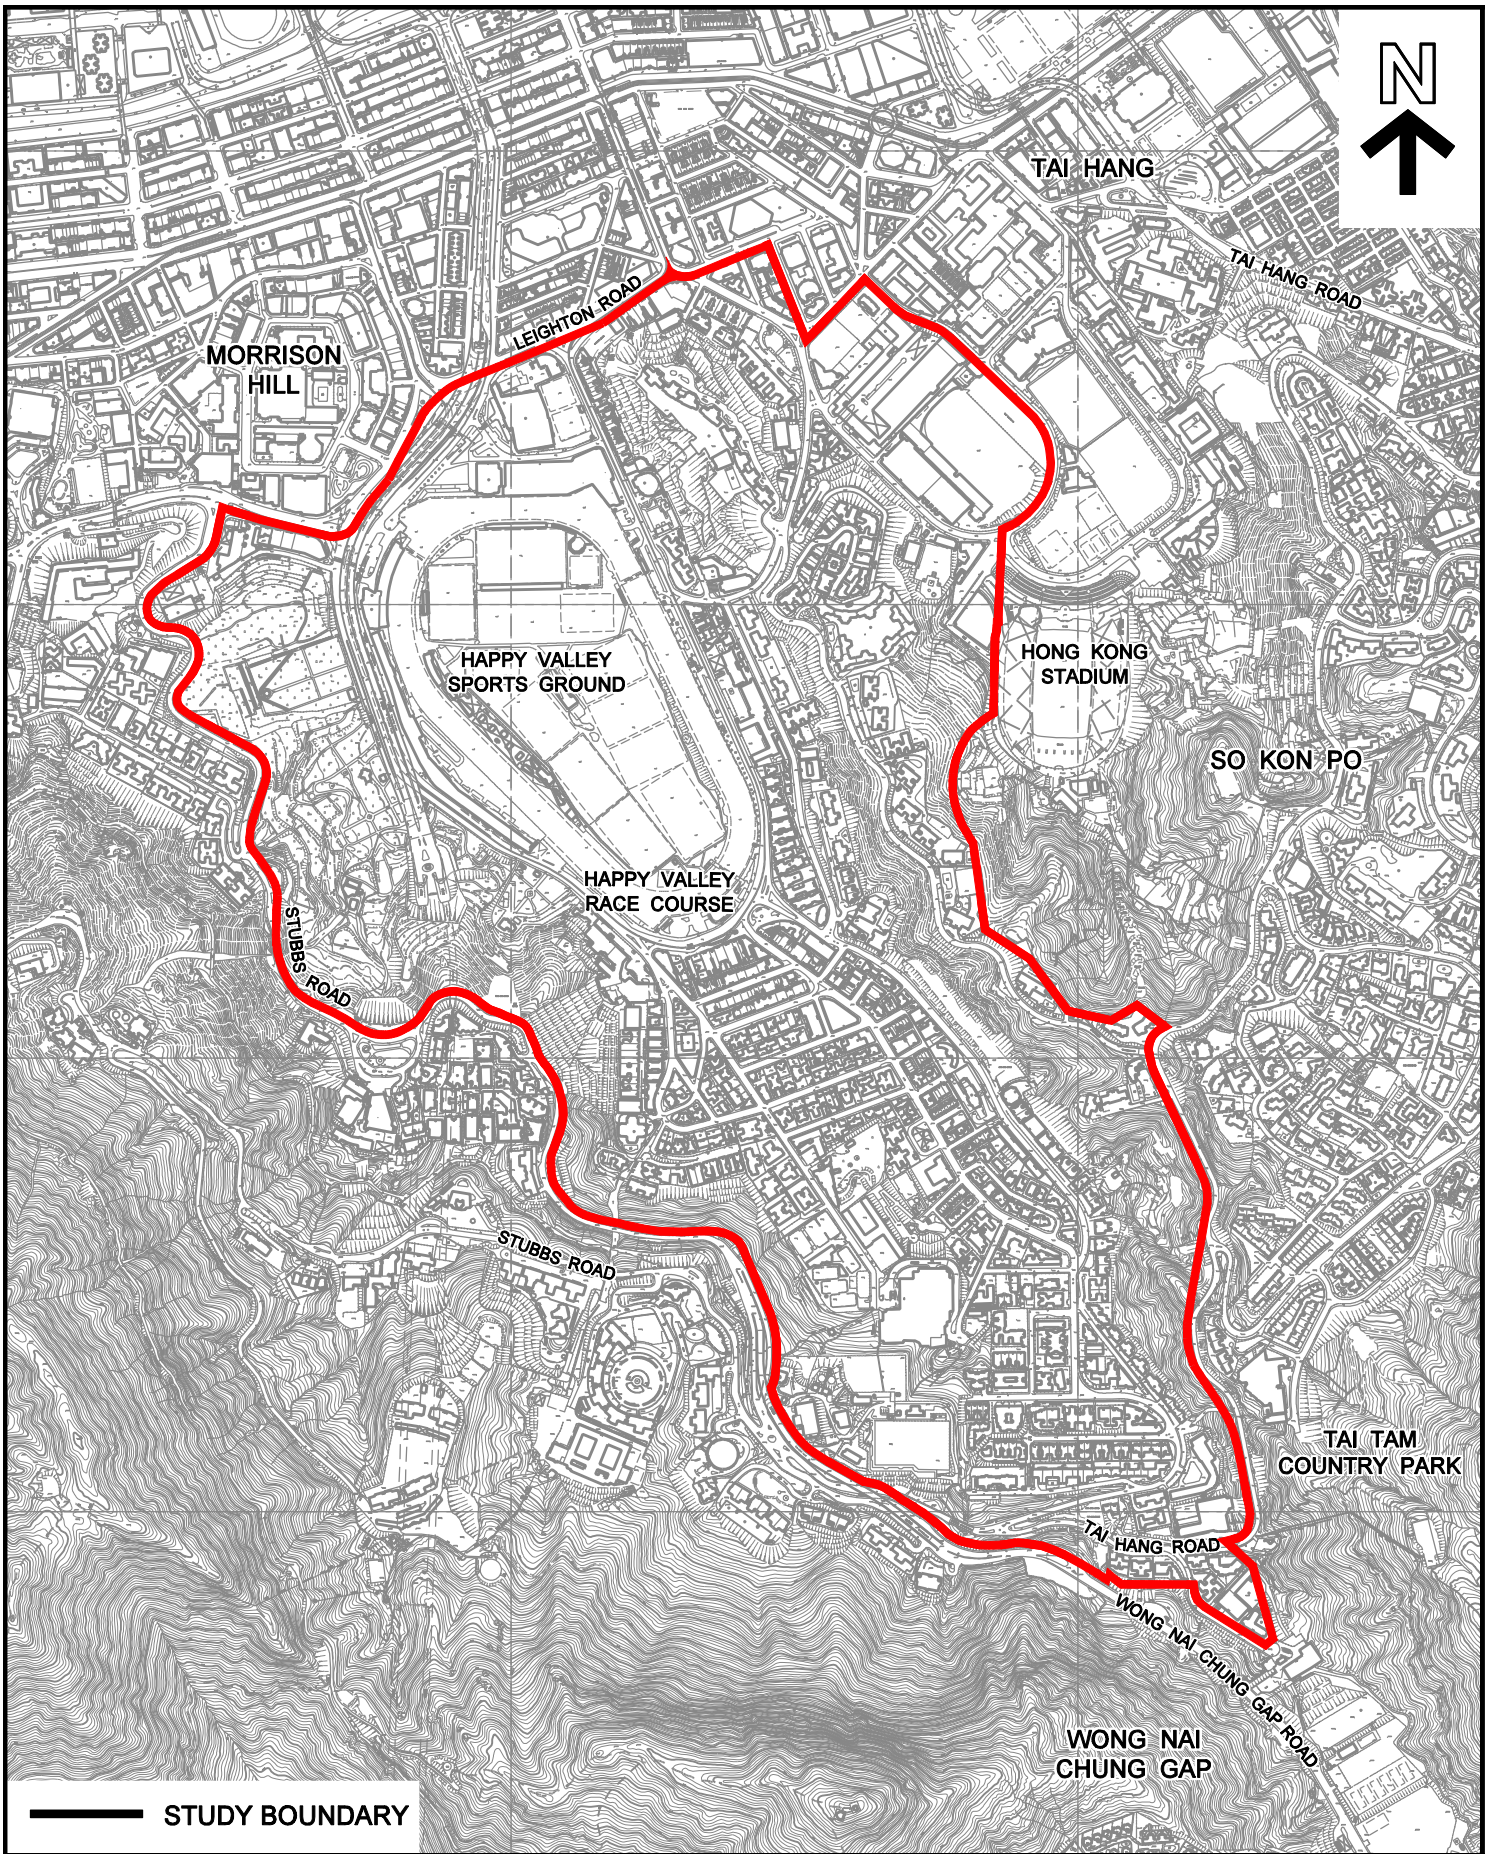 N
TAI HANG
TAI HANG ROAD
LEIGHTON ROAD
MORRISON
HILL
HAPPY VALLEY
SPORTS GROUND
HONG KONG
STADIUM
SO KON PO
HAPPY VALLEY
RACE COURSE
STUBBS ROAD
STUBBS ROAD
TAI TAM
COUNTRY PARK
TAI HANG ROAD
WONG NAI CHUNG GAP ROAD
WONG NAI
CHUNG GAP
STUDY BOUNDARY